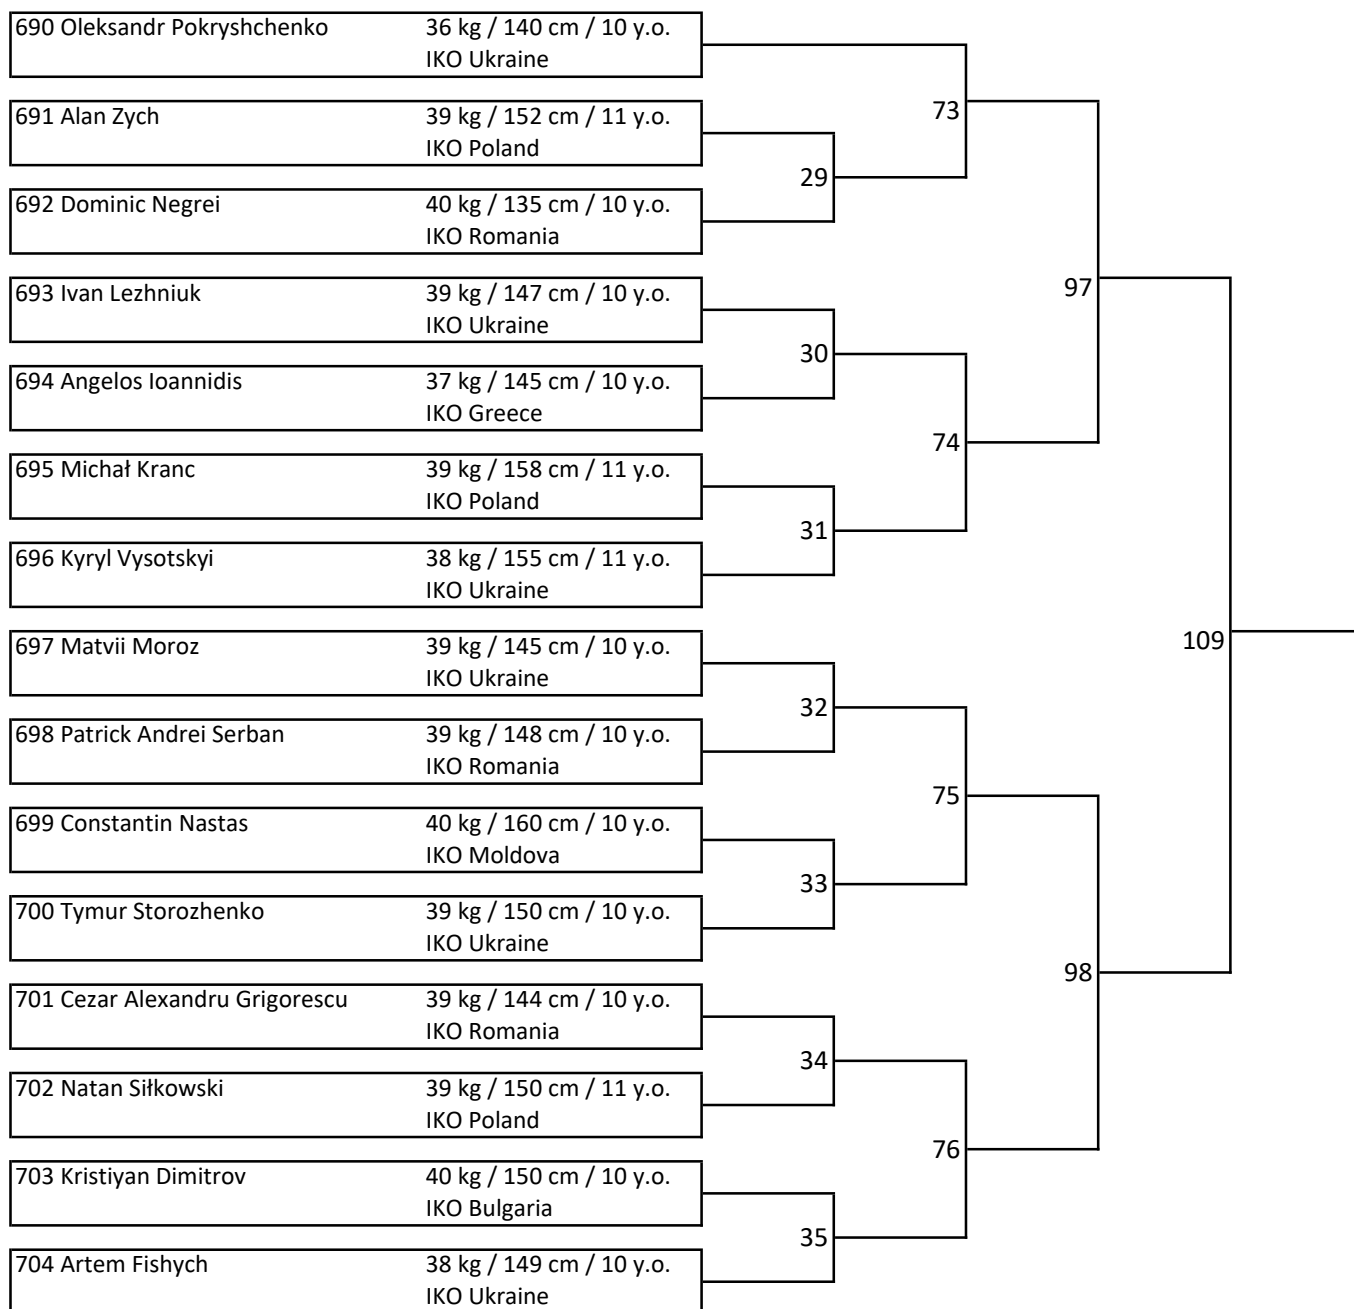 690 Oleksandr Pokryshchenko 36 kg / 140 cm / 10 y.o.
IKO Ukraine
73
691 Alan Zych 39 kg / 152 cm / 11 y.o.
IKO Poland
29
692 Dominic Negrei 40 kg / 135 cm / 10 y.o.
IKO Romania
97
693 Ivan Lezhniuk 39 kg / 147 cm / 10 y.o.
IKO Ukraine
30
694 Angelos Ioannidis 37 kg / 145 cm / 10 y.o.
IKO Greece
74
695 Michał Kranc 39 kg / 158 cm / 11 y.o.
IKO Poland
31
696 Kyryl Vysotskyi 38 kg / 155 cm / 11 y.o.
IKO Ukraine
109
697 Matvii Moroz 39 kg / 145 cm / 10 y.o.
IKO Ukraine
32
698 Patrick Andrei Serban 39 kg / 148 cm / 10 y.o.
IKO Romania
75
699 Constantin Nastas 40 kg / 160 cm / 10 y.o.
IKO Moldova
33
700 Tymur Storozhenko 39 kg / 150 cm / 10 y.o.
IKO Ukraine
98
701 Cezar Alexandru Grigorescu 39 kg / 144 cm / 10 y.o.
IKO Romania
34
702 Natan Siłkowski 39 kg / 150 cm / 11 y.o.
IKO Poland
76
703 Kristiyan Dimitrov 40 kg / 150 cm / 10 y.o.
IKO Bulgaria
35
704 Artem Fishych 38 kg / 149 cm / 10 y.o.
IKO Ukraine